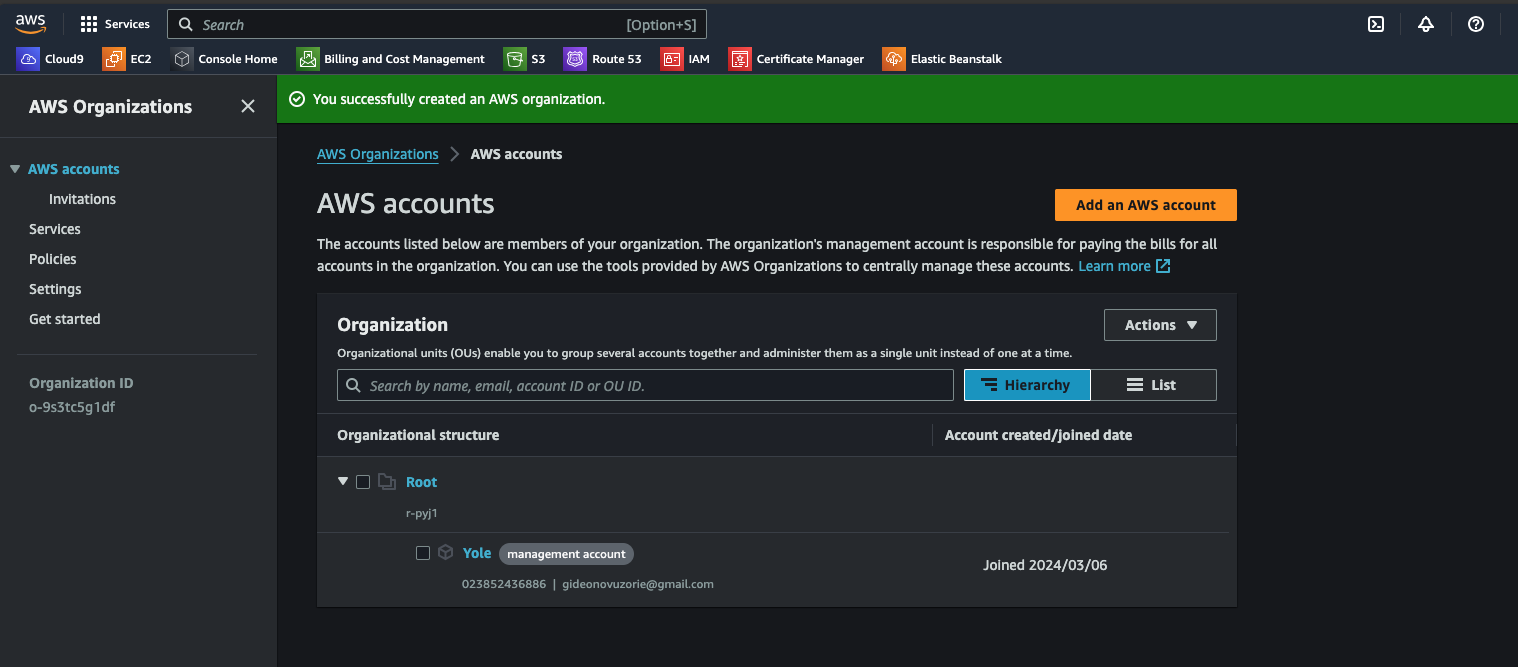 aws
Services
Search
[Option+S]
Cloud9
EC2
Console Home
Billing and Cost Management
S3
Route 53
IAM
Certificate Manager
Elastic Beanstalk
AWS Organizations
You successfully created an AWS organization.
AWS accounts
Invitations
Services
Policies
Settings
Get started
Organization ID
o-9s3tc5g1df
AWS Organizations > AWS accounts
AWS accounts
Add an AWS account
The accounts listed below are members of your organization. The organization's management account is responsible for paying the bills for all
accounts in the organization. You can use the tools provided by AWS Organizations to centrally manage these accounts. Learn more
Organization
Actions
Organizational units (OUs) enable you to group several accounts together and administer them as a single unit instead of one at a time.
Search by name, email, account ID or OU ID.
Hierarchy
List
Organizational structure
Account created/joined date
Root
r-pyj1
Yole
management account
Joined 2024/03/06
023852436886 | gideonovuzorie@gmail.com